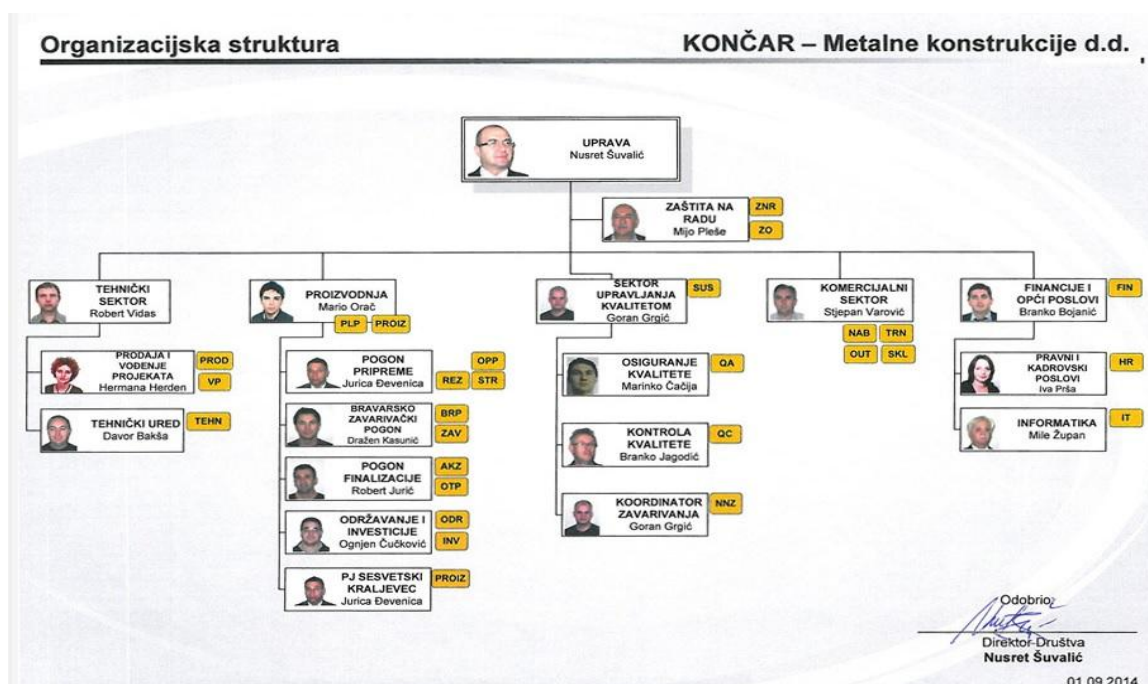 Organizacijska struktura
KONČAR – Metalne konstrukcije d.d.
UPRAVA
Nusret Šuvalić
ZAŠTITA NA
RADU
Mijo Pleše
ZNR
ZO
TEHNIČKI
SEKTOR
Robert Vidas
PROIZVODNJA
Mario Orač
PLP
PROIZ
SEKTOR
UPRAVLJANJA
KVALITETOM
Goran Grgić
SUS
KOMERCIJALNI
SEKTOR
Stjepan Varović
NAB
TRN
OUT
SKL
FINANCIJE I
OPĆI POSLOVI
Branko Bojanić
FIN
PRODAJA I
VOĐENJE
PROJEKATA
Hermana Herden
PROD
VP
TEHNIČKI URED
Davor Bakša
TEHN
POGON
PRIPREME
Jurica Đevenica
OPP
REZ
STR
BRAVARSKO
ZAVARIVAČKI
POGON
Dražen Kasunić
BRP
ZAV
POGON
FINALIZACIJE
Robert Jurić
AKZ
OTP
ODRŽAVANJE I
INVESTICIJE
Ognjen Čučković
ODR
INV
PJ SESVETSKI
KRALJEVEC
Jurica Đevenica
PROIZ
OSIGURANJE
KVALITETE
Marinko Čačija
QA
KONTROLA
KVALITETE
Branko Jagodić
QC
KOORDINATOR
ZAVARIVANJA
Goran Grgić
NNZ
PRAVNI I
KADROVSKI
POSLOVI
Iva Prša
HR
INFORMATIKA
Mile Župan
IT
Odobrio
Direktor Društva
Nusret Šuvalić
01.09.2014